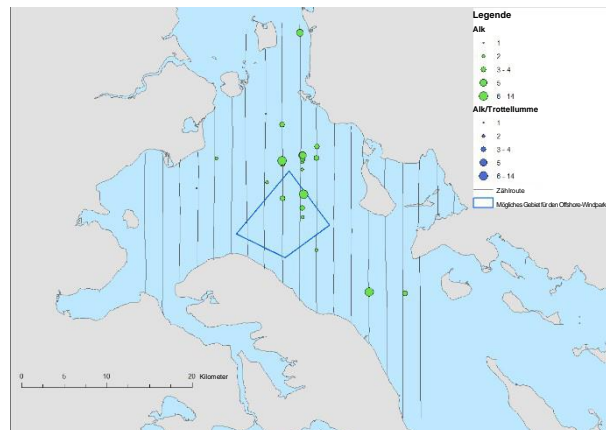 Legende
Alk
1
2
3 - 4
5
6 - 14
Alk/Trottellumme
1
2
3 - 4
5
6 - 14
Zählroute
Mögliches Gebiet für den Offshore-Windpark
0 5 10 20 Kilometer